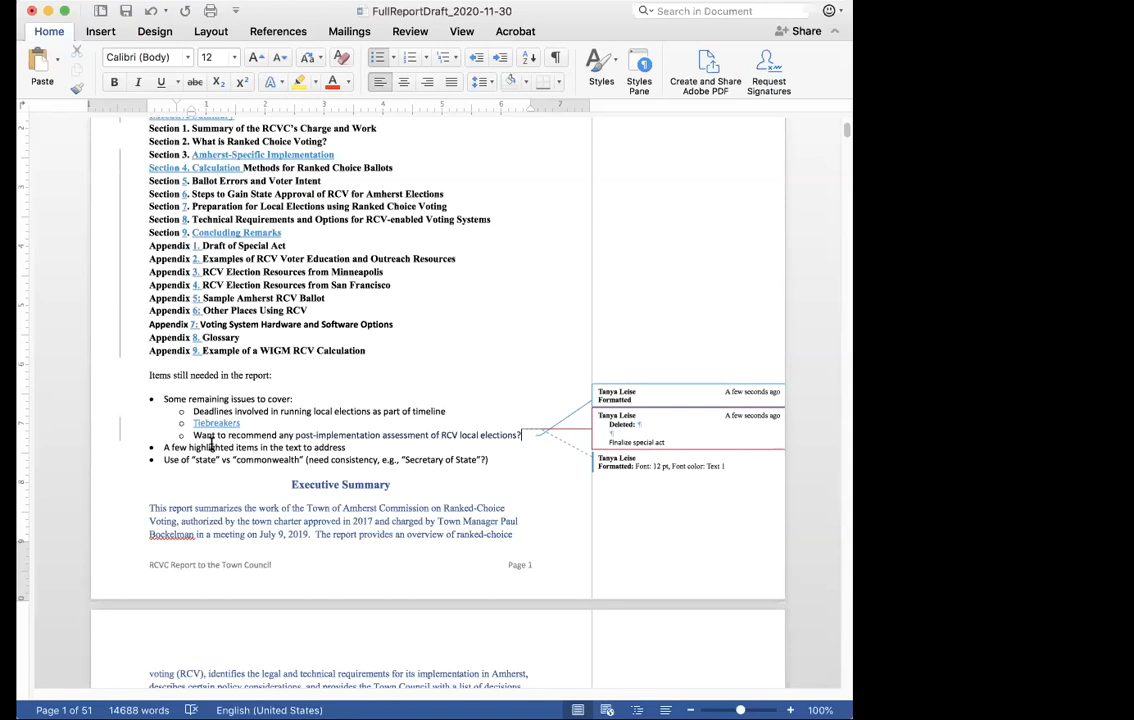 FullReportDraft_2020-11-30
Search in Document
Home Insert Design Layout References Mailings Review View Acrobat
Share
Calibri (Body) 12
Paste
Styles
Styles Pane
Create and Share Adobe PDF
Request Signatures
Section 1. Summary of the RCVC's Charge and Work
Section 2. What is Ranked Choice Voting?
Section 3. Amherst-Specific Implementation
Section 4. Calculation Methods for Ranked Choice Ballots
Section 5. Ballot Errors and Voter Intent
Section 6. Steps to Gain State Approval of RCV for Amherst Elections
Section 7. Preparation for Local Elections using Ranked Choice Voting
Section 8. Technical Requirements and Options for RCV-enabled Voting Systems
Section 9. Concluding Remarks
Appendix 1. Draft of Special Act
Appendix 2. Examples of RCV Voter Education and Outreach Resources
Appendix 3. RCV Election Resources from Minneapolis
Appendix 4. RCV Election Resources from San Francisco
Appendix 5: Sample Amherst RCV Ballot
Appendix 6: Other Places Using RCV
Appendix 7: Voting System Hardware and Software Options
Appendix 8. Glossary
Appendix 9. Example of a WIGM RCV Calculation
Items still needed in the report:
• Some remaining issues to cover:
o Deadlines involved in running local elections as part of timeline
o Tiebreakers
o Want to recommend any post-implementation assessment of RCV local elections?
• A few highlighted items in the text to address
• Use of "state" vs "commonwealth" (need consistency, e.g., "Secretary of State"?)
Tanya Leise A few seconds ago
Formatted
Tanya Leise A few seconds ago
Deleted: ¶
¶
Finalize special act
Tanya Leise
Formatted: Font: 12 pt, Font color: Text 1
Executive Summary
This report summarizes the work of the Town of Amherst Commission on Ranked-Choice
Voting, authorized by the town charter approved in 2017 and charged by Town Manager Paul
Bockelman in a meeting on July 9, 2019. The report provides an overview of ranked-choice
RCVC Report to the Town Council Page 1
voting (RCV), identifies the legal and technical requirements for its implementation in Amherst,
describes certain policy considerations, and provides the Town Council with a list of decisions
Page 1 of 51 14688 words English (United States) 100%